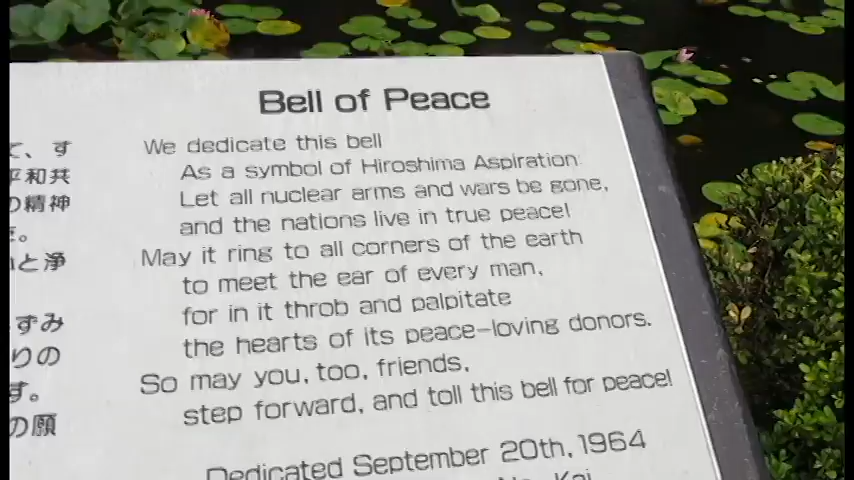 Bell of Peace
We dedicate this bell
As a symbol of Hiroshima Aspiration:
Let all nuclear arms and wars be gone,
and the nations live in true peace!
May it ring to all corners of the earth
to meet the ear of every man,
for in it throb and palpitate
the hearts of its peace-loving donors.
So may you, too, friends,
step forward, and toll this bell for peace!
Dedicated September 20th, 1964
て、す
平和共
の精神
と浄
すみ
りの
す。
の願